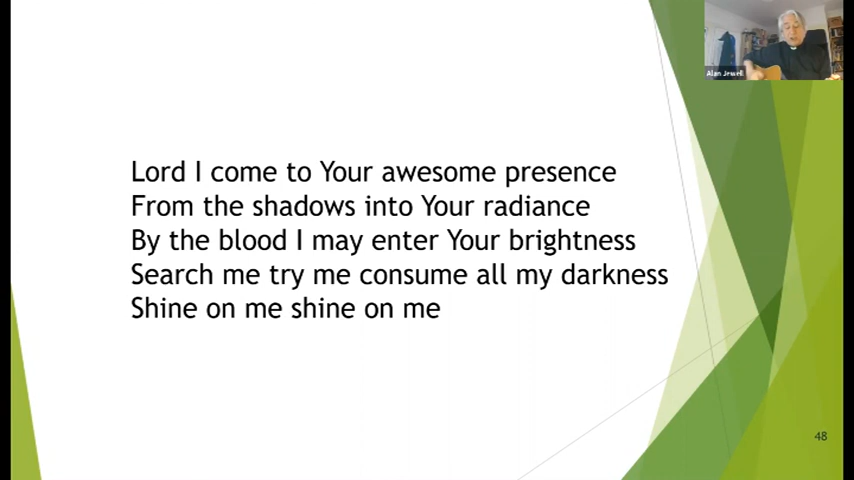 Alan Jewell
Lord I come to Your awesome presence
From the shadows into Your radiance
By the blood I may enter Your brightness
Search me try me consume all my darkness
Shine on me shine on me
48